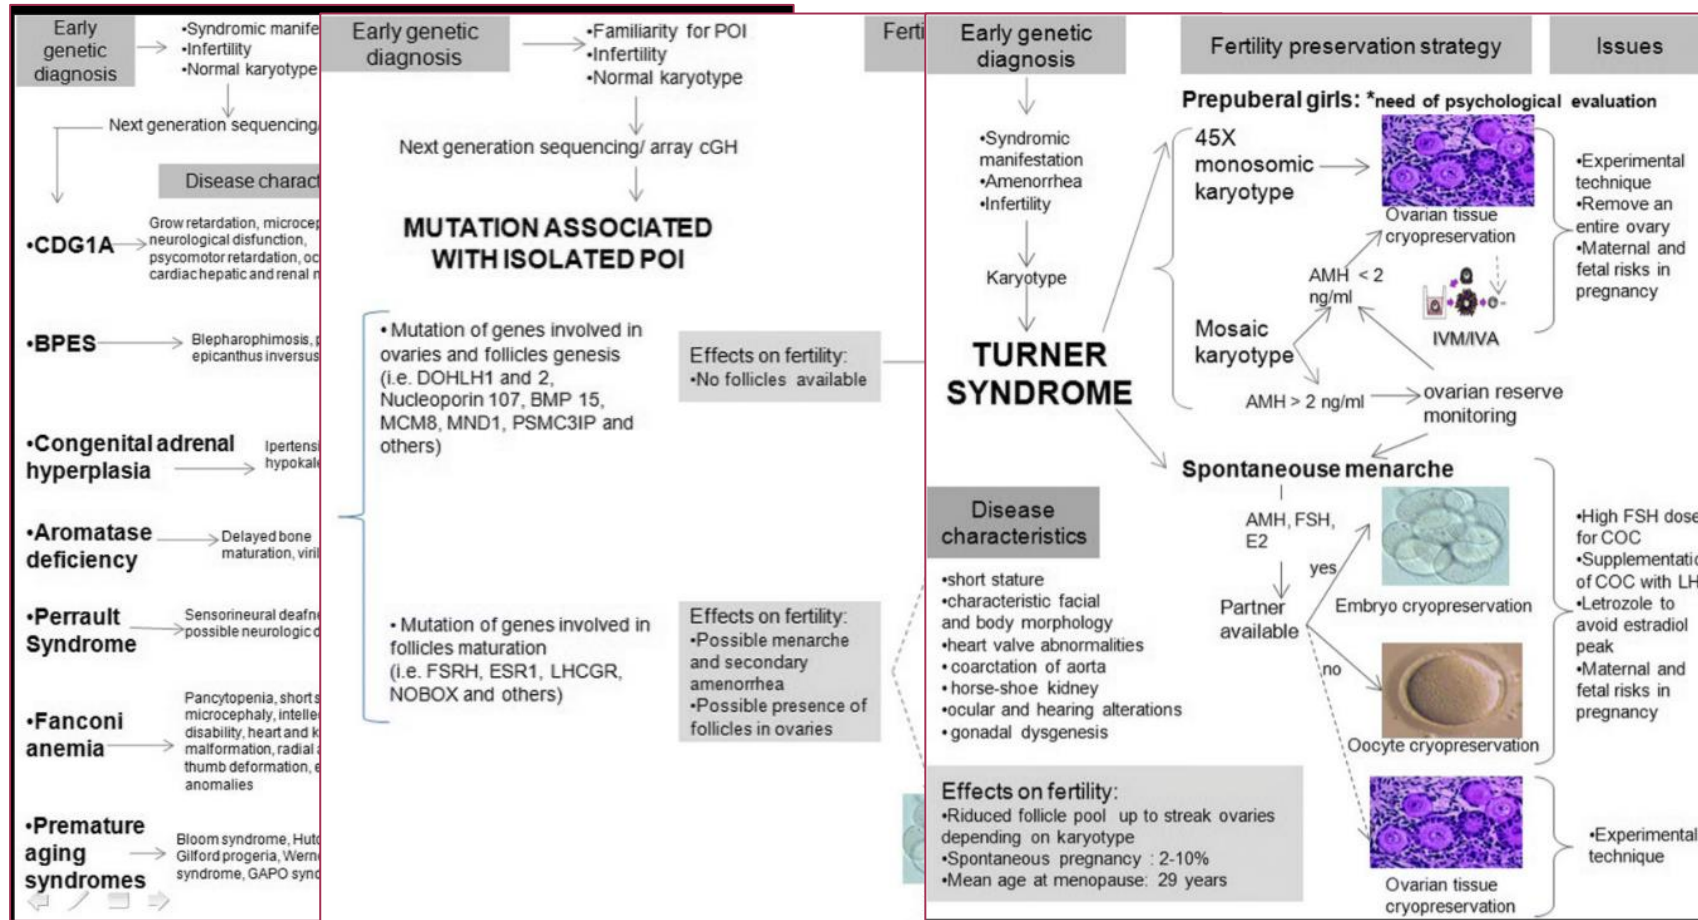 Early
genetic
diagnosis
•Syndromic manife
•Infertility
•Normal karyotype
Next generation sequencing/
Disease charact
•CDG1A
Grow retardation, microcep
neurological disfunction,
psycomotor retardation, oc
cardiac hepatic and renal m
•BPES
Blepharophimosis, p
epicanthus inversus
•Congenital adrenal
hyperplasia
Ipertensi
hypokale
•Aromatase
deficiency
Delayed bone
maturation, viril
•Perrault
Syndrome
Sensorineural deafne
possible neurologic d
•Fanconi
anemia
Pancytopenia, short s
microcephaly, intelle
disability, heart and k
malformation, radial a
thumb deformation, e
anomalies
•Premature
aging
syndromes
Bloom syndrome, Hutc
Gilford progeria, Werne
syndrome, GAPO sync
Early genetic
diagnosis
•Familiarity for POI
•Infertility
•Normal karyotype
Ferti
Next generation sequencing/ array cGH
MUTATION ASSOCIATED
WITH ISOLATED POI
• Mutation of genes involved in
ovaries and follicles genesis
(i.e. DOHLH1 and 2,
Nucleoporin 107, BMP 15,
MCM8, MND1, PSMC3IP and
others)
Effects on fertility:
•No follicles available
• Mutation of genes involved in
follicles maturation
(i.e. FSRH, ESR1, LHCGR,
NOBOX and others)
Effects on fertility:
•Possible menarche
and secondary
amenorrhea
•Possible presence of
follicles in ovaries
Early genetic
diagnosis
Fertility preservation strategy
Issues
•Syndromic
manifestation
•Amenorrhea
•Infertility
Karyotype
TURNER
SYNDROME
Prepuberal girls: *need of psychological evaluation
45X
monosomic
karyotype
Ovarian tissue
cryopreservation
AMH < 2
ng/ml
IVM/IVA
Mosaic
karyotype
AMH > 2 ng/ml
ovarian reserve
monitoring
•Experimental
technique
•Remove an
entire ovary
•Maternal and
fetal risks in
pregnancy
Spontaneouse menarche
AMH, FSH,
E2
yes
Partner
available
no
Embryo cryopreservation
Oocyte cryopreservation
Ovarian tissue
cryopreservation
•High FSH dose
for COC
•Supplementatic
of COC with LH
•Letrozole to
avoid estradiol
peak
•Maternal and
fetal risks in
pregnancy
•Experimental
technique
Disease
characteristics
•short stature
•characteristic facial
and body morphology
•heart valve abnormalities
• coarctation of aorta
• horse-shoe kidney
•ocular and hearing alterations
• gonadal dysgenesis
Effects on fertility:
•Riduced follicle pool up to streak ovaries
depending on karyotype
•Spontaneous pregnancy : 2-10%
•Mean age at menopause: 29 years